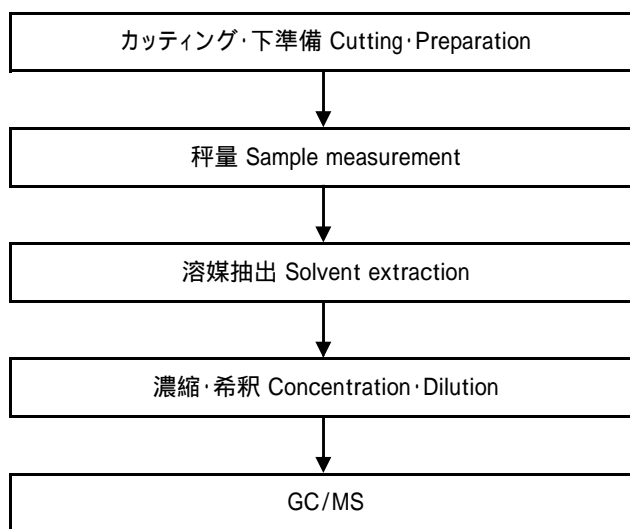 カッティング･下準備 Cutting･Preparation
秤量 Sample measurement
溶媒抽出 Solvent extraction
濃縮･希釈 Concentration･Dilution
GC/MS